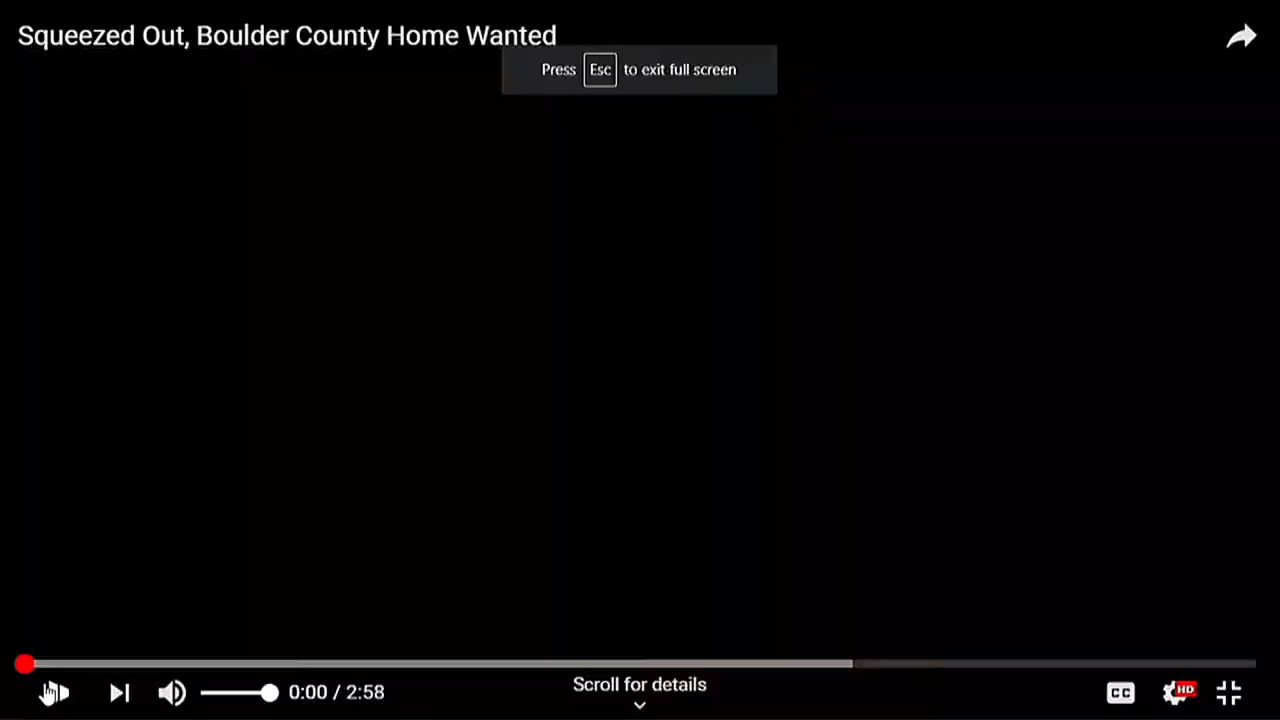 Squeezed Out, Boulder County Home Wanted
Press Esc to exit full screen
0:00 / 2:58
Scroll for details
CC
HD